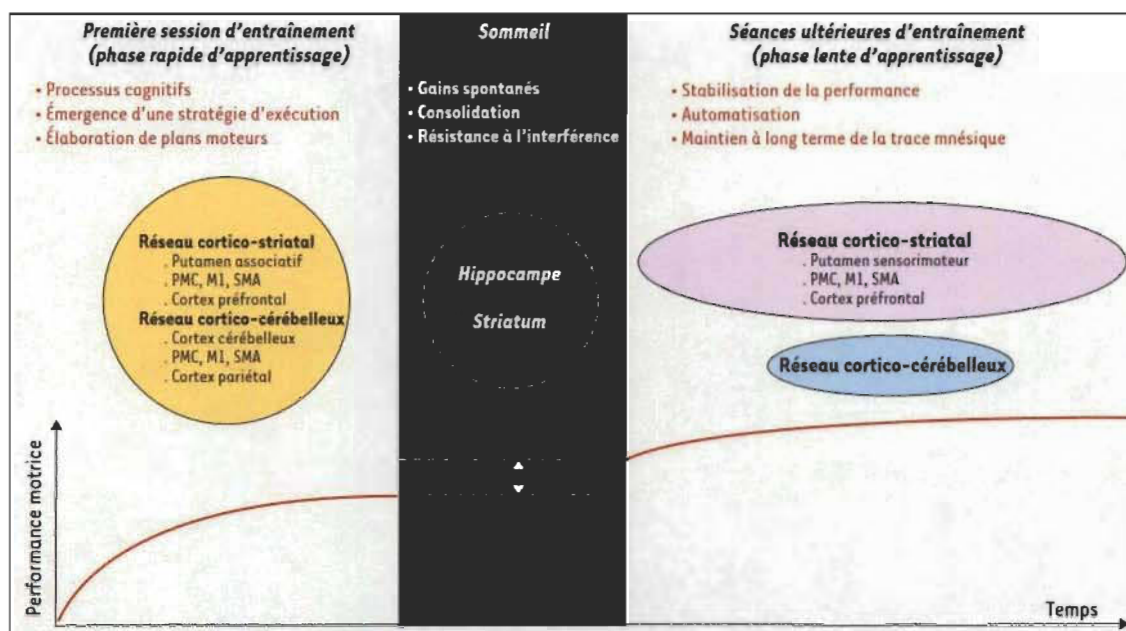 Première session d'entraînement
(phase rapide d'apprentissage)
• Processus cognitifs
• Émergence d'une stratégie d'exécution
• Élaboration de plans moteurs
Réseau cortico-striatal
. Putamen associatif
. PMC, M1, SMA
. Cortex préfrontal
Réseau cortico-cérébelleux
. Cortex cérébelleux
. PMC, M1, SMA
. Cortex pariétal
Performance motrice
Sommeil
• Gains spontanés
• Consolidation
• Résistance à l'interférence
Hippocampe
Striatum
Séances ultérieures d'entraînement
(phase lente d'apprentissage)
• Stabilisation de la performance
• Automatisation
• Maintien à long terme de la trace mnésique
Réseau cortico-striatal
. Putamen sensorimoteur
. PMC, M1, SMA
. Cortex préfrontal
Réseau cortico-cérébelleux
Temps